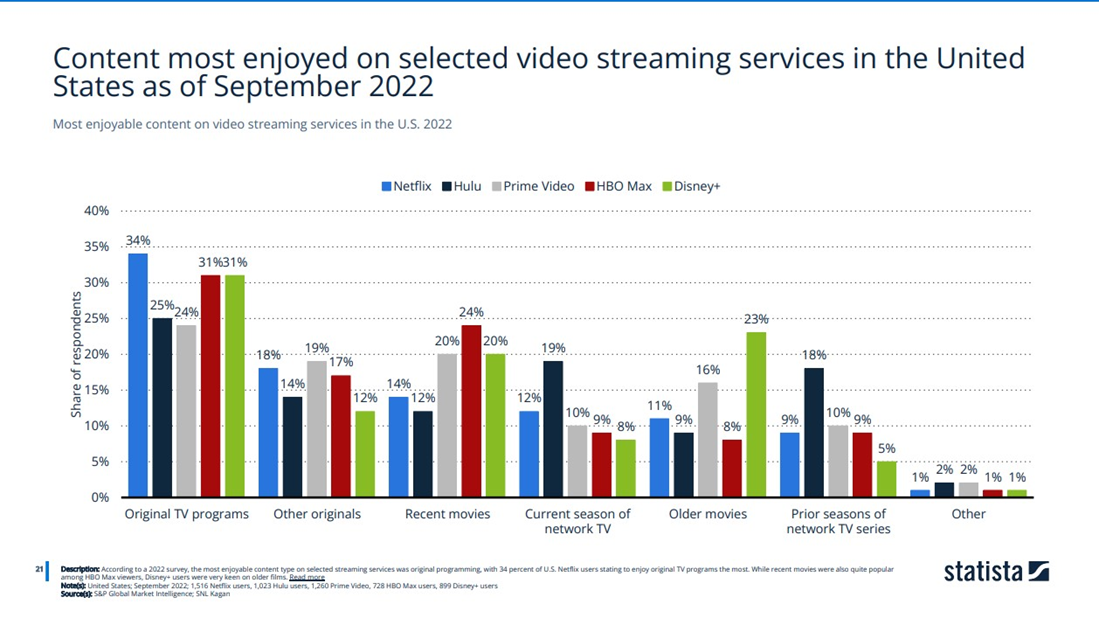 Content most enjoyed on selected video streaming services in the United
States as of September 2022
Most enjoyable content on video streaming services in the U.S. 2022
Netflix Hulu Prime Video HBO Max Disney+
Share of respondents
40%
35%
30%
25%
20%
15%
10%
5%
0%
34% 25% 24% 31% 31%
18% 14% 19% 17% 12%
14% 12% 20% 24% 20%
12% 19% 10% 9% 8%
11% 9% 16% 8% 23%
9% 18% 10% 9% 5%
1% 2% 2% 1% 1%
Original TV programs
Other originals
Recent movies
Current season of
network TV
Older movies
Prior seasons of
network TV series
Other
21
Description: According to a 2022 survey, the most enjoyable content type on selected streaming services was original programming, with 34 percent of U.S. Netflix users stating to enjoy original TV programs the most. While recent movies were also quite popular
among HBO Max viewers, Disney+ users were very keen on older films. Read more
Note(s): United States; September 2022; 1,516 Netflix users, 1,023 Hulu users, 1,260 Prime Video, 728 HBO Max users, 899 Disney+ users
Source(s): S&P Global Market Intelligence; SNL Kagan
statista